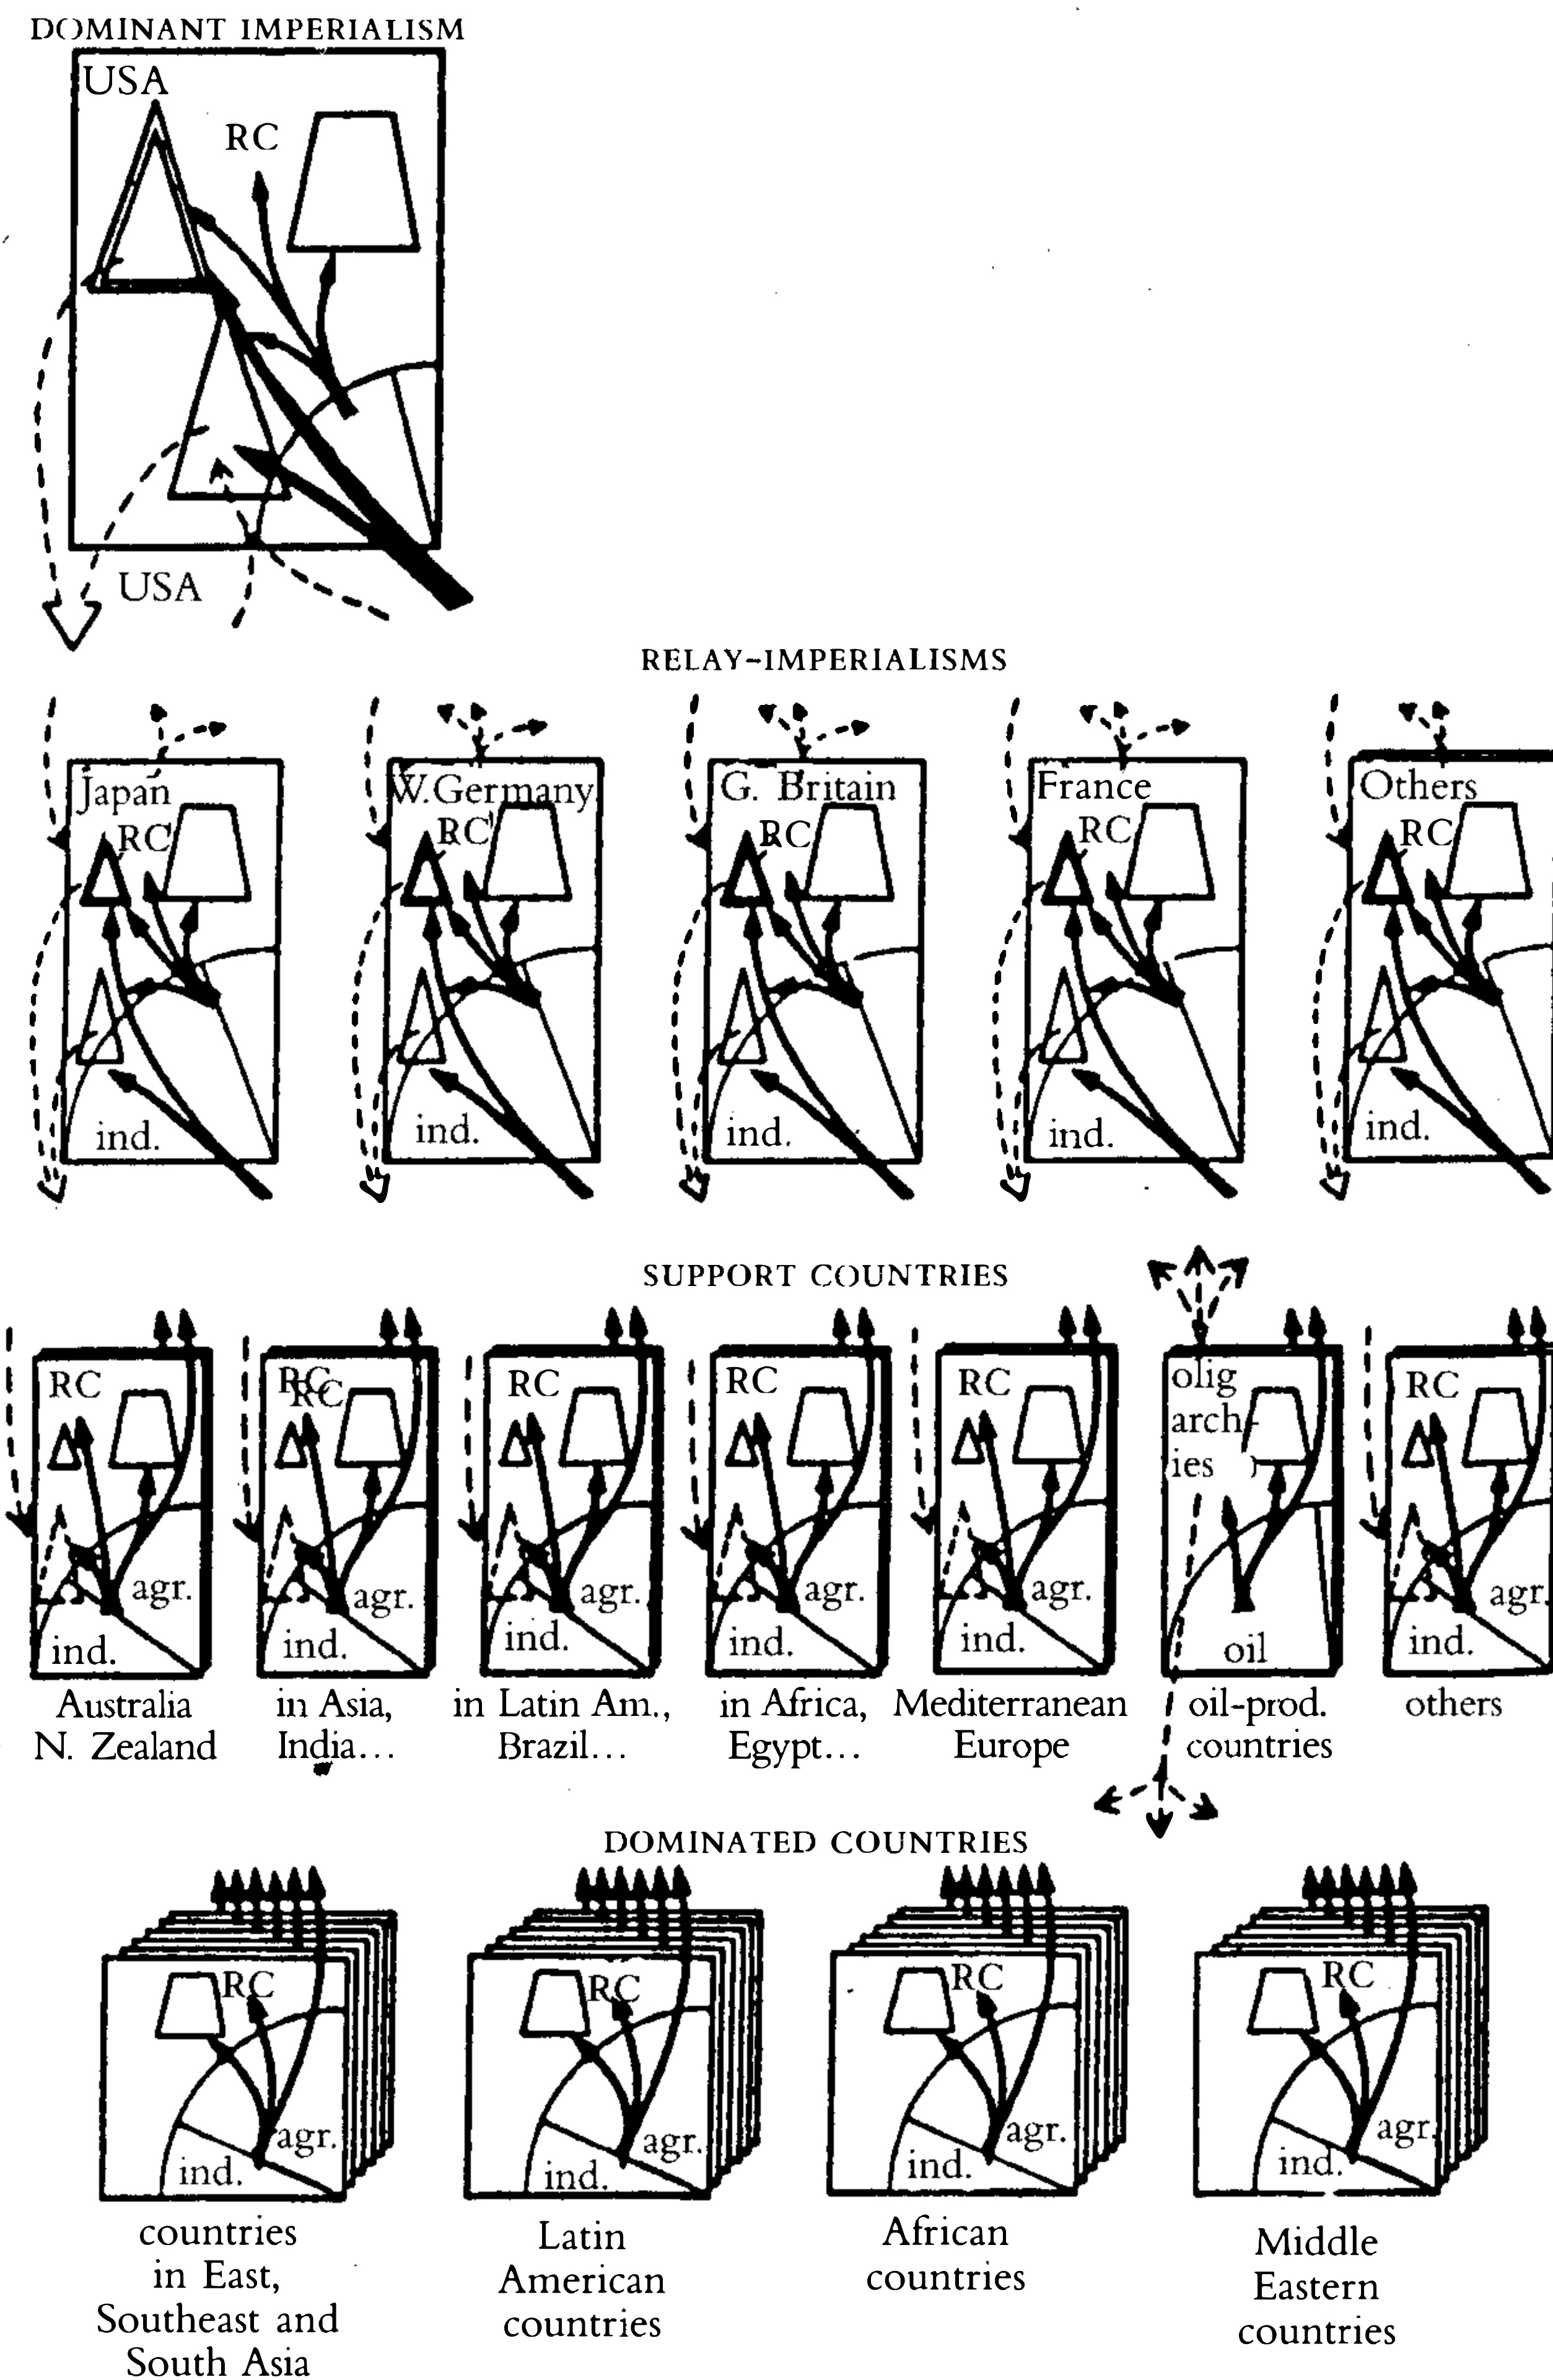 DOMINANT IMPERIALISM
USA
RC
USA
RELAY-IMPERIALISMS
Japan
RC
ind.
W.Germany
RC
ind.
G. Britain
RC
ind.
France
RC
ind.
Others
RC
ind.
SUPPORT COUNTRIES
RC
agr.
ind.
Australia
N. Zealand
RC
RC
agr.
ind.
in Asia,
India...
RC
agr.
ind.
in Latin Am.,
Brazil...
RC
agr.
ind.
in Africa,
Egypt...
RC
agr.
ind.
Mediterranean
Europe
olig
arch-
ies
oil
oil-prod.
countries
RC
agr.
ind.
others
DOMINATED COUNTRIES
RC
agr.
ind.
countries
in East,
Southeast and
South Asia
RC
agr.
ind.
Latin
American
countries
RC
agr.
ind.
African
countries
RC
agr.
ind.
Middle
Eastern
countries